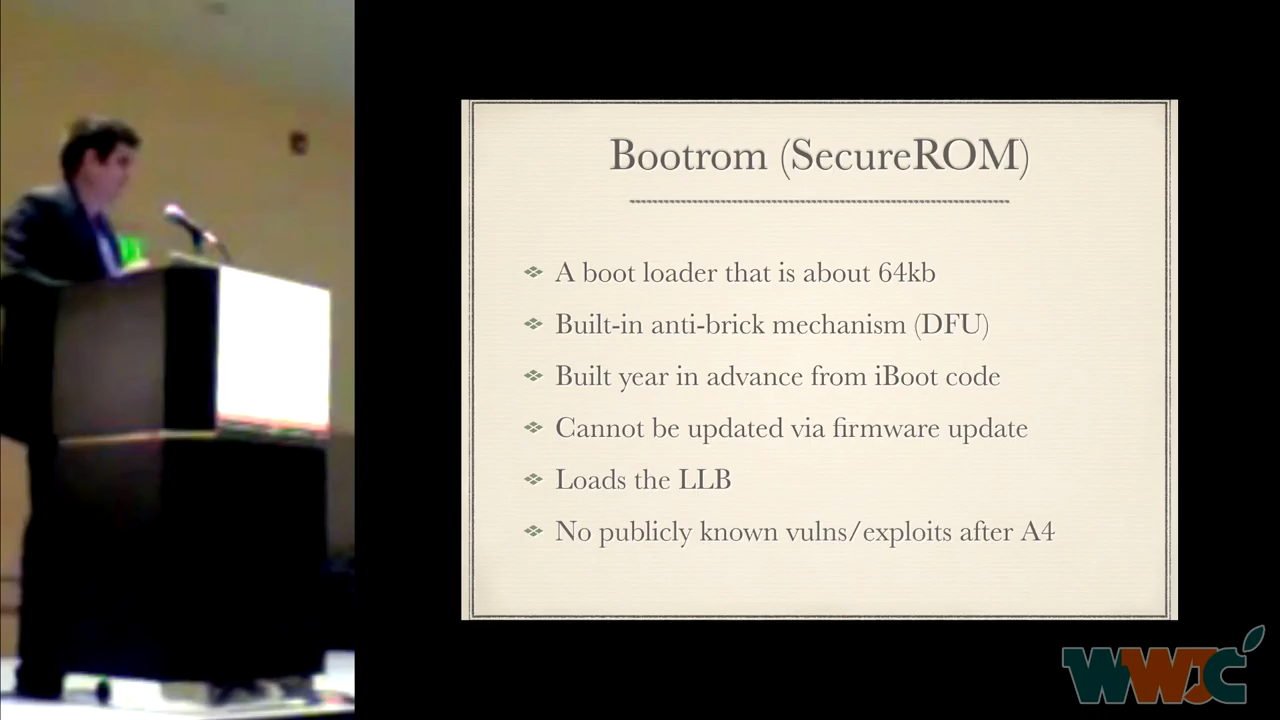 Bootrom (SecureROM)
A boot loader that is about 64kb
Built-in anti-brick mechanism (DFU)
Built year in advance from iBoot code
Cannot be updated via firmware update
Loads the LLB
No publicly known vulns/exploits after A4
WWJC